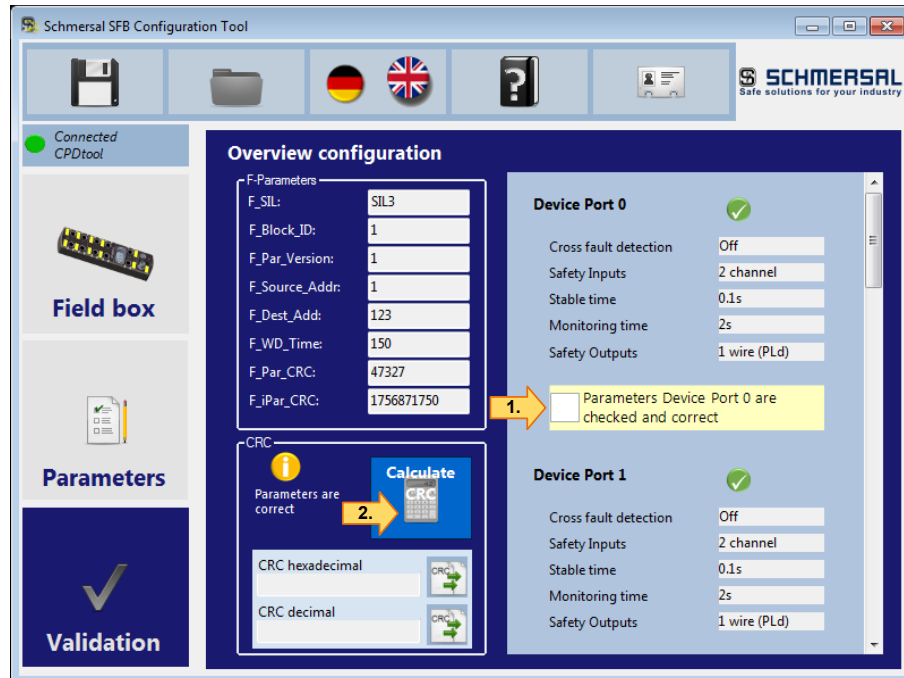 Schmersal SFB Configuration Tool
SCHMERSAL
Safe solutions for your industry
Connected
CPDtool
Field box
Parameters
Validation
Overview configuration
F-Parameters
F_SIL: SIL3
F_Block_ID: 1
F_Par_Version: 1
F_Source_Addr: 1
F_Dest_Add: 123
F_WD_Time: 150
F_Par_CRC: 47327
F_iPar_CRC: 1756871750
CRC
Parameters are
correct
Calculate
CRC
2.
CRC hexadecimal
CRC
CRC decimal
CRC
Device Port 0
Cross fault detection Off
Safety Inputs 2 channel
Stable time 0.1s
Monitoring time 2s
Safety Outputs 1 wire (PLd)
1.
Parameters Device Port 0 are
checked and correct
Device Port 1
Cross fault detection Off
Safety Inputs 2 channel
Stable time 0.1s
Monitoring time 2s
Safety Outputs 1 wire (PLd)